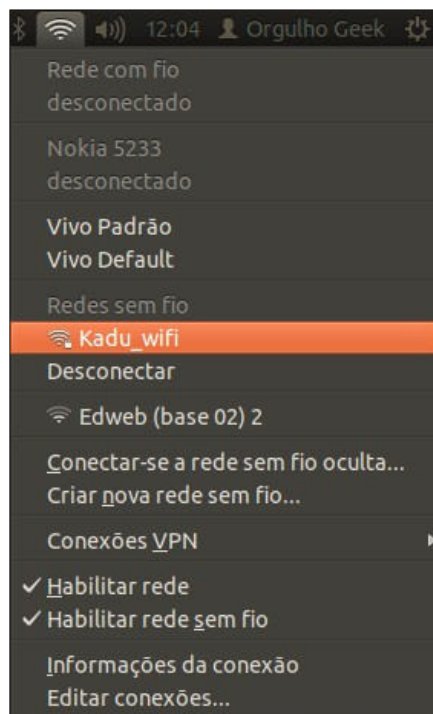 12:04 Orgulho Geek
Rede com fio
desconectado
Nokia 5233
desconectado
Vivo Padrão
Vivo Default
Redes sem fio
Kadu_wifi
Desconectar
Edweb (base 02) 2
Conectar-se a rede sem fio oculta...
Criar nova rede sem fio...
Conexões VPN
Habilitar rede
Habilitar rede sem fio
Informações da conexão
Editar conexões...